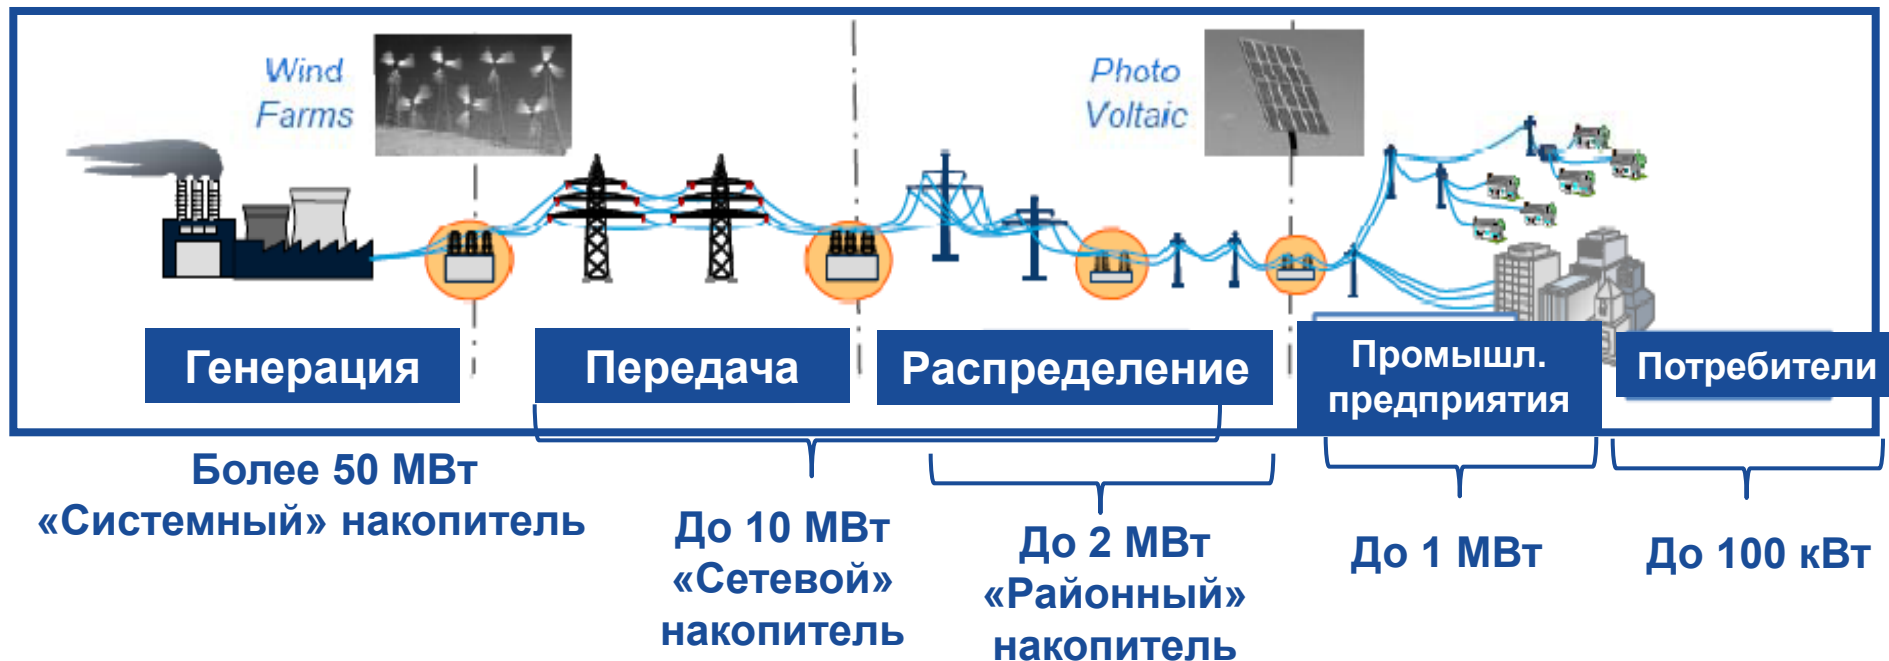 Wind
Farms
Photo
Voltaic
Генерация
Передача
Распределение
Промышл.
предприятия
Потребители
Более 50 МВт
«Системный» накопитель
До 10 МВт
«Сетевой»
накопитель
До 2 МВт
«Районный»
накопитель
До 1 МВт
До 100 кВт